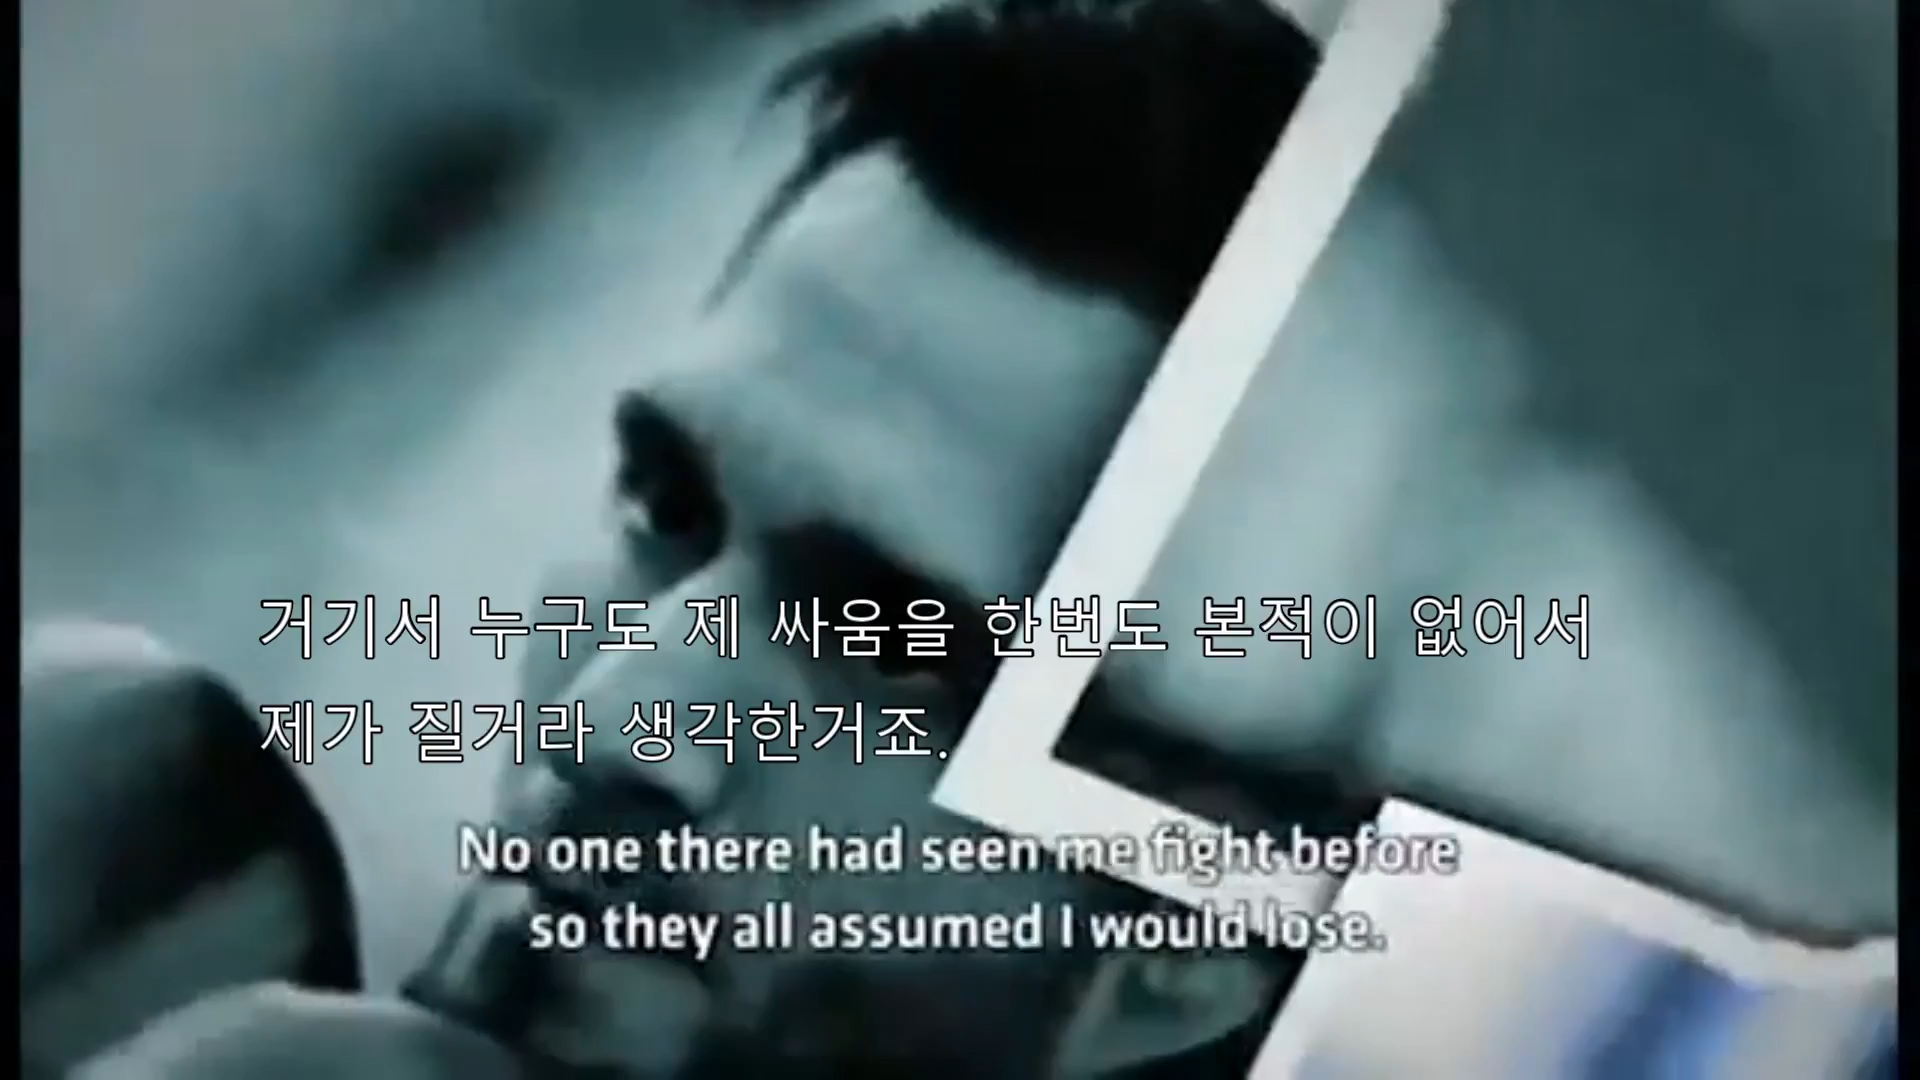 거기서 누구도 제 싸움을 한번도 본적이 없어서
제가 질거라 생각한거죠.
No one there had seen me fight before
so they all assumed I would lose.